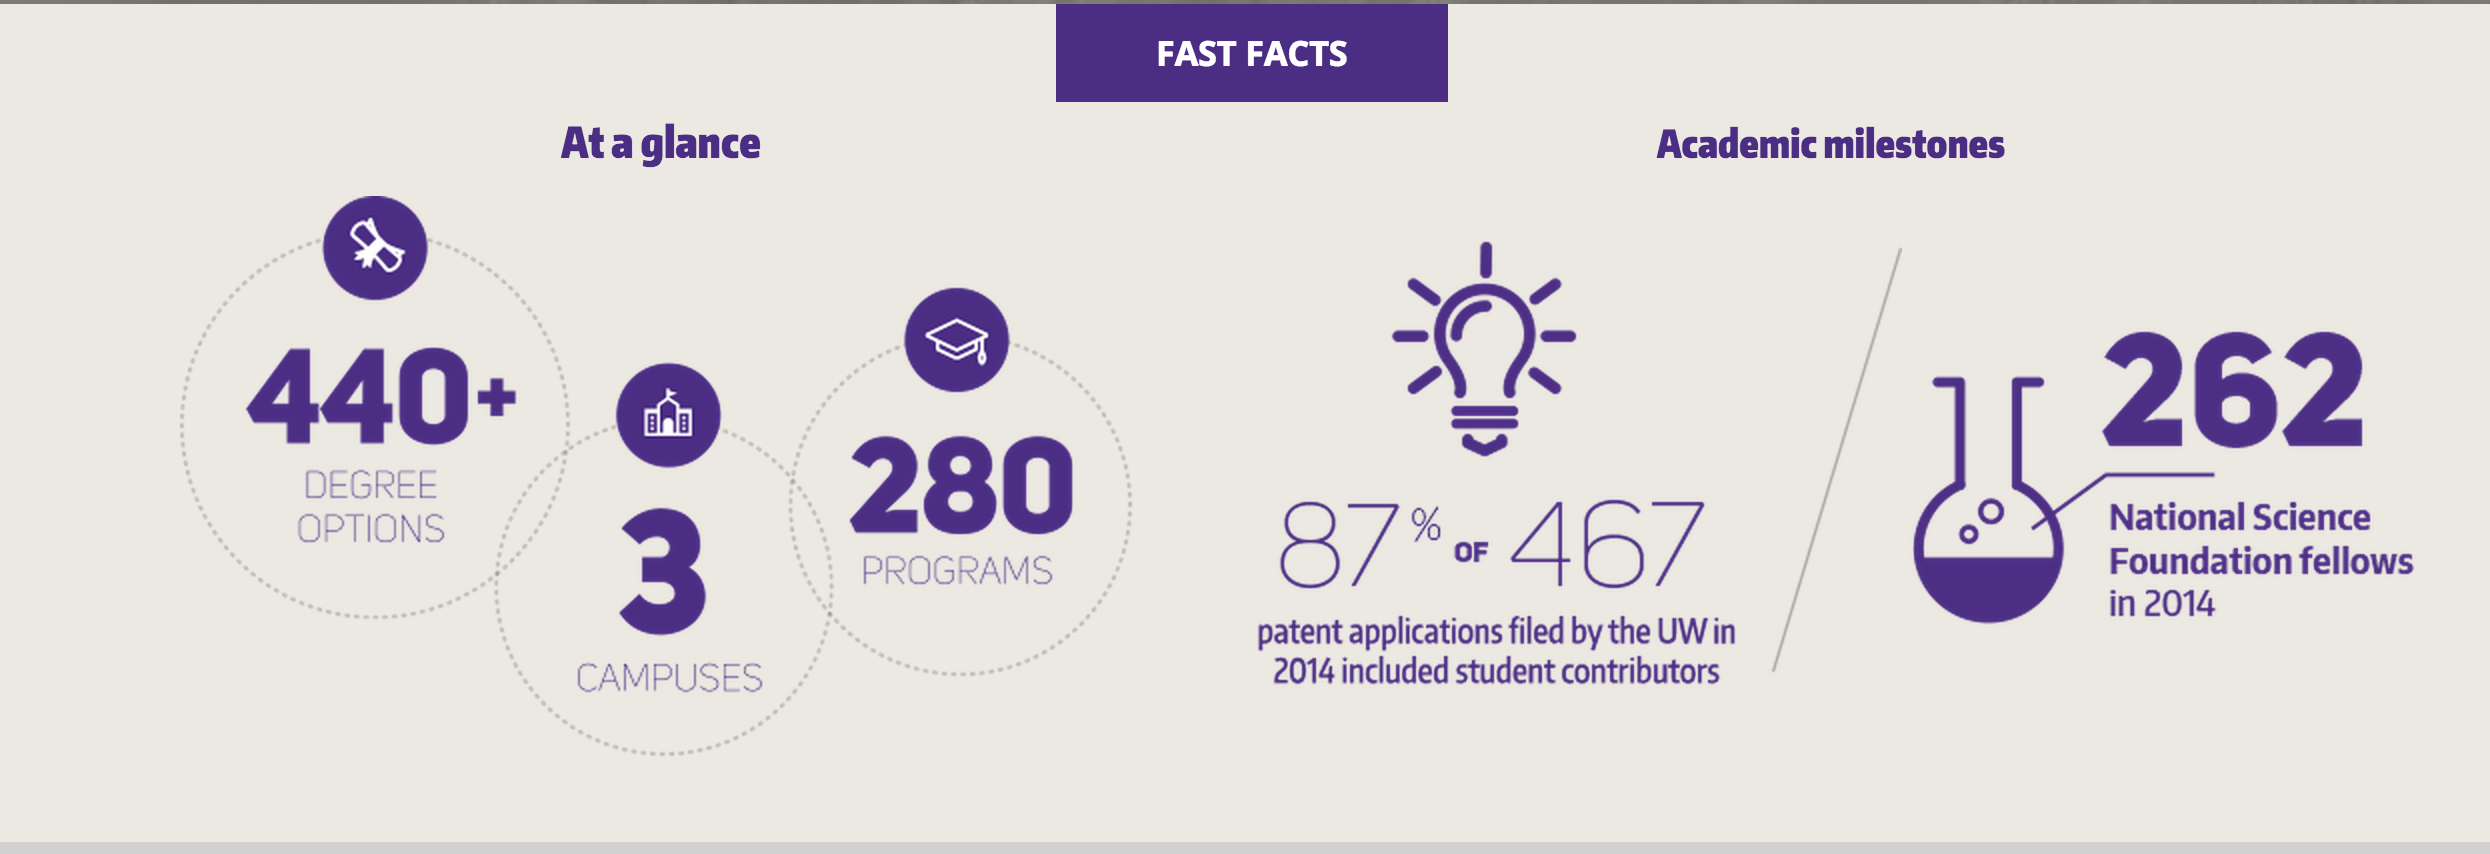 FAST FACTS
At a glance
440+
DEGREE
OPTIONS
3
CAMPUSES
280
PROGRAMS
Academic milestones
87% OF 467
patent applications filed by the UW in
2014 included student contributors
262
National Science
Foundation fellows
in 2014